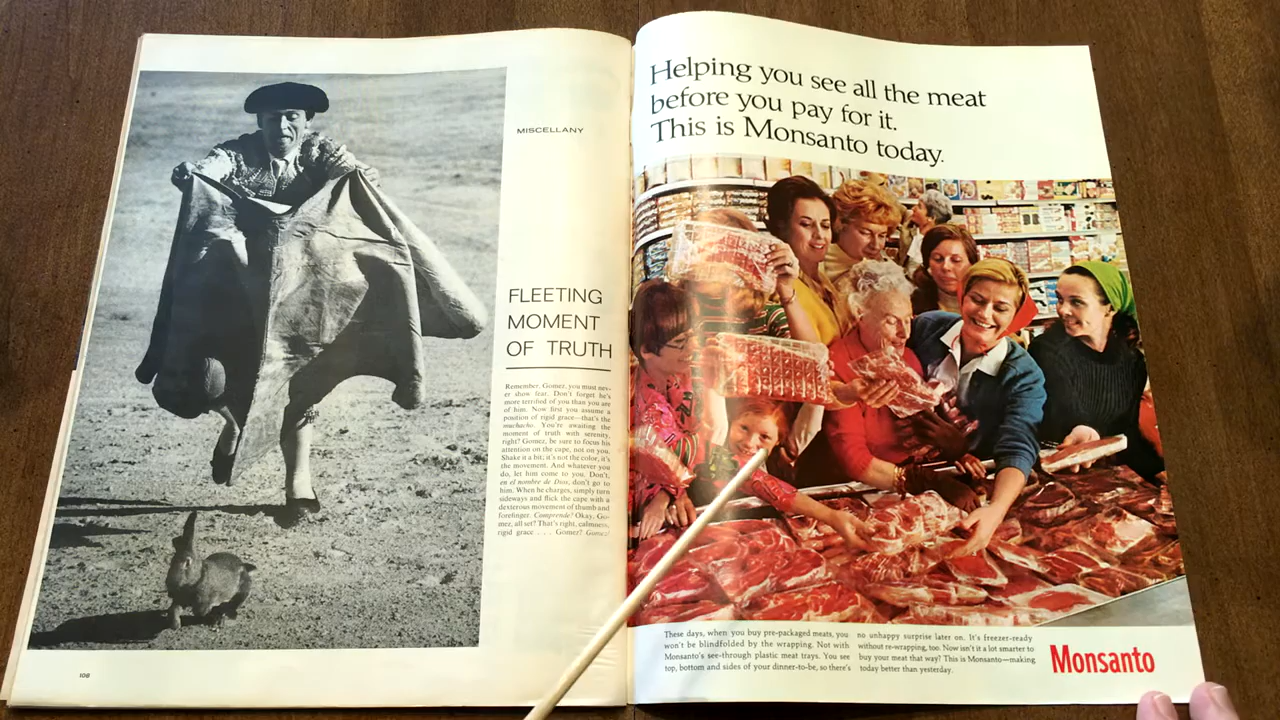 MISCELLANY
FLEETING
MOMENT
OF TRUTH
Remember, Gomez, you must nev-
er show fear. Don't forget he's
more terrified of you than you are
of him. Now first you assume a
position of rigid grace—that's the
muchacho. You're awaiting the
moment of truth with serenity,
right? Gomez, be sure to focus his
attention on the cape, not on you.
Shake it a bit; it's not the color, it's
the movement. And whatever you
do, let him come to you. Don't,
en el nombre de Dios, don't go to
him. When he charges, simply turn
sideways and flick the cape with a
dexterous movement of thumb and
forefinger. Comprende? Okay, Go-
mez, all set? That's right, calmness,
rigid grace . . . Gomez? Gomez!
108
Helping you see all the meat
before you pay for it.
This is Monsanto today.
These days, when you buy pre-packaged meats, you
won't be blindfolded by the wrapping. Not with
Monsanto's see-through plastic meat trays. You see
top, bottom and sides of your dinner-to-be, so there's
no unhappy surprise later on. It's freezer-ready
without re-wrapping, too. Now isn't it a lot smarter to
buy your meat that way? This is Monsanto—making
today better than yesterday.
Monsanto